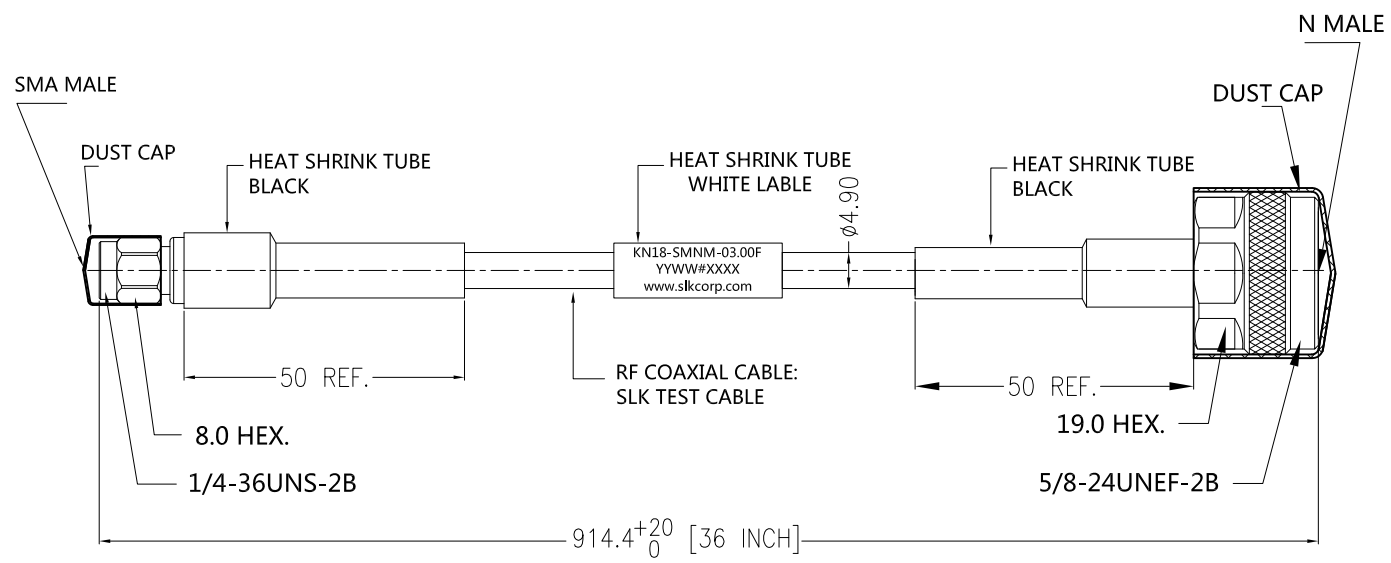 N MALE
SMA MALE
DUST CAP
DUST CAP
HEAT SHRINK TUBE
BLACK
HEAT SHRINK TUBE
WHITE LABLE
HEAT SHRINK TUBE
BLACK
ϕ4.90
KN18-SMNM-03.00F
YYWW#XXXX
www.slkcorp.com
50 REF.
RF COAXIAL CABLE:
SLK TEST CABLE
50 REF.
8.0 HEX.
19.0 HEX.
1/4-36UNS-2B
5/8-24UNEF-2B
914.4+20 0 [36 INCH]